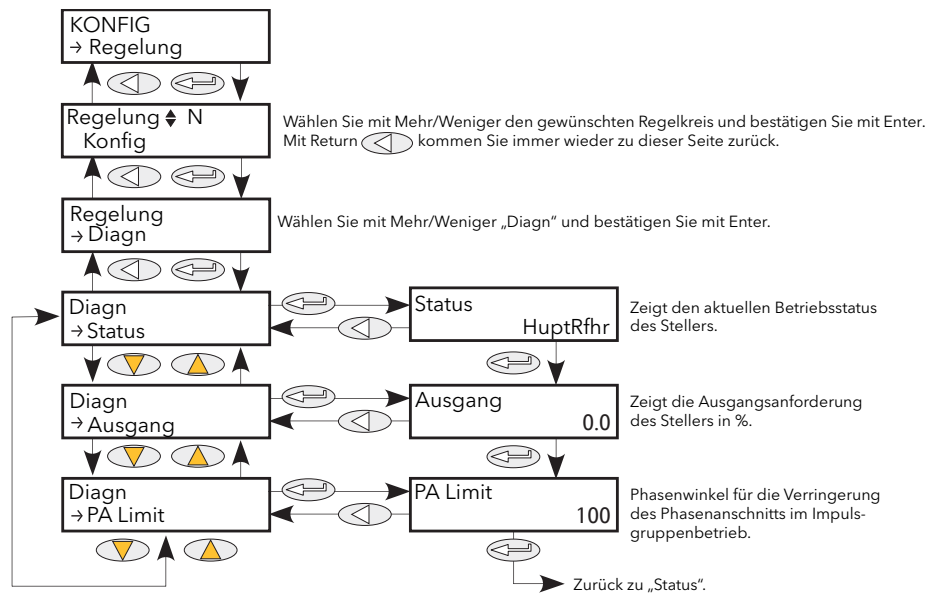 KONFIG
→ Regelung
Regelung N
Konfig
Wählen Sie mit Mehr/Weniger den gewünschten Regelkreis und bestätigen Sie mit Enter.
Mit Return kommen Sie immer wieder zu dieser Seite zurück.
Regelung
→ Diagn
Wählen Sie mit Mehr/Weniger „Diagn“ und bestätigen Sie mit Enter.
Diagn
→ Status
Status
HuptRfhr
Zeigt den aktuellen Betriebsstatus
des Stellers.
Diagn
→ Ausgang
Ausgang
0.0
Zeigt die Ausgangsanforderung
des Stellers in %.
Diagn
→ PA Limit
PA Limit
100
Phasenwinkel für die Verringerung
des Phasenanschnitts im Impuls-
gruppenbetrieb.
Zurück zu „Status“.